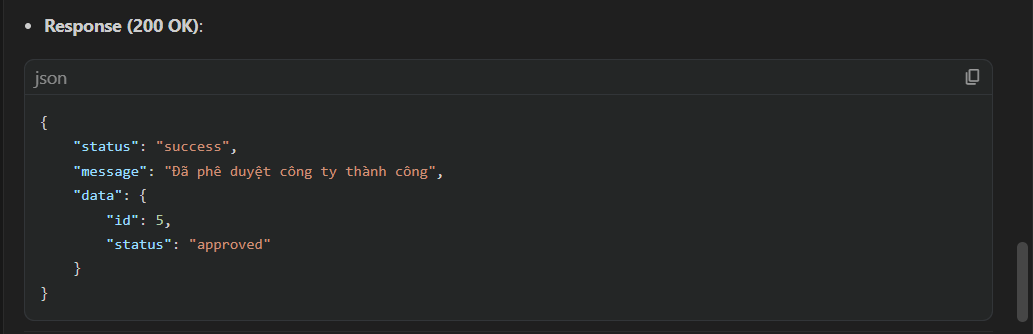 • Response (200 OK):
json
{
    "status": "success",
    "message": "Đã phê duyệt công ty thành công",
    "data": {
        "id": 5,
        "status": "approved"
    }
}